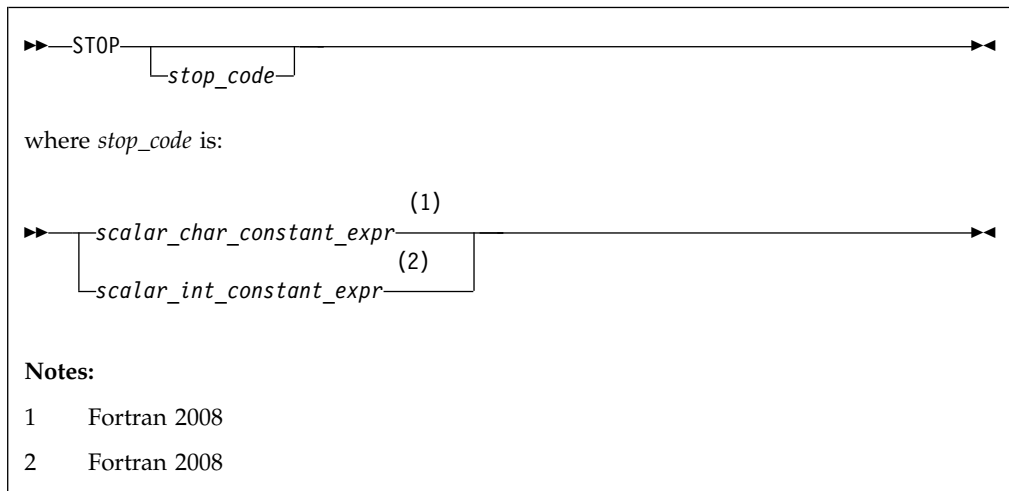 STOP
stop_code
where stop_code is:
(1)
scalar_char_constant_expr
(2)
scalar_int_constant_expr
Notes:
1 Fortran 2008
2 Fortran 2008